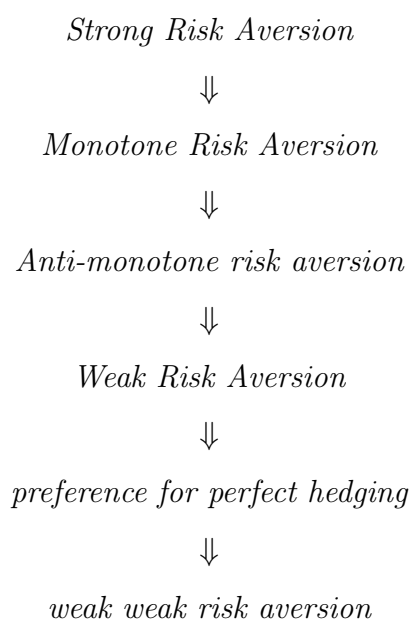 Strong Risk Aversion
⇓
Monotone Risk Aversion
⇓
Anti-monotone risk aversion
⇓
Weak Risk Aversion
⇓
preference for perfect hedging
⇓
weak weak risk aversion